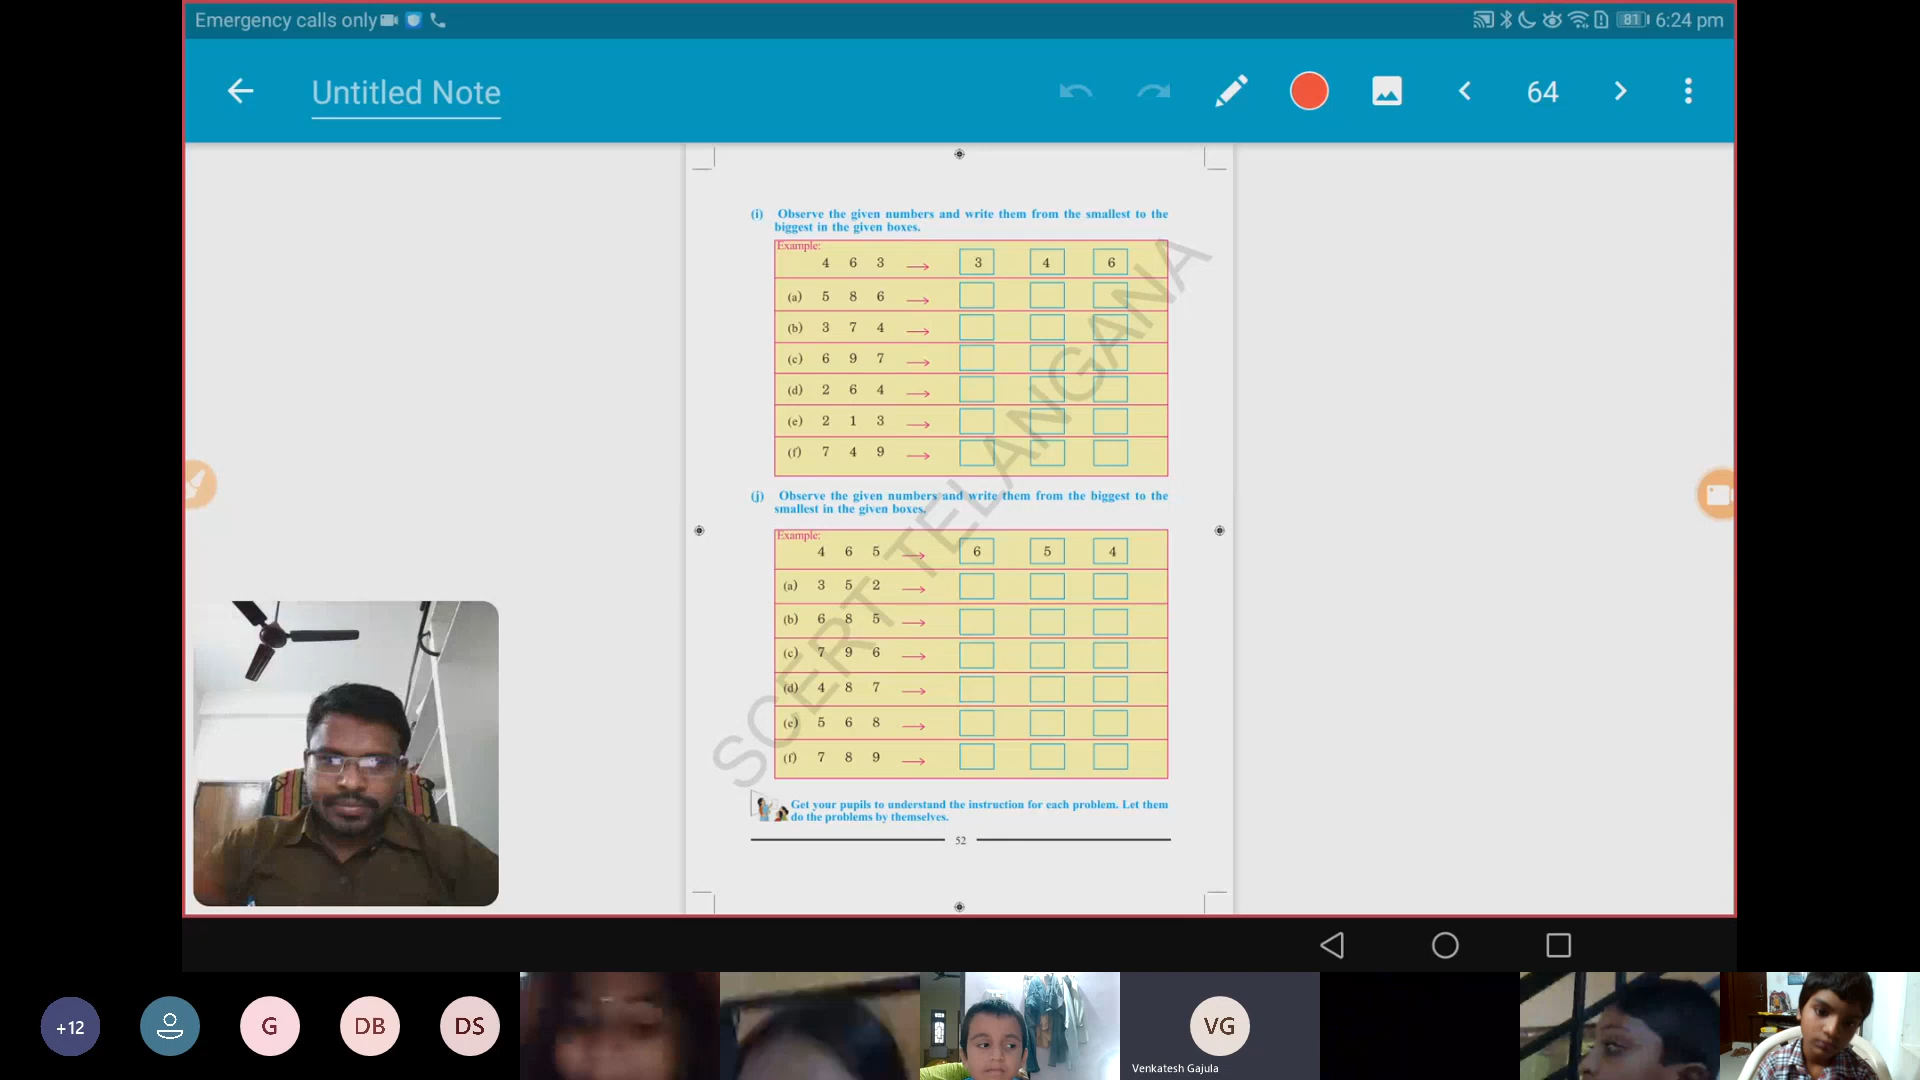 Emergency calls only
81 6:24 pm
Untitled Note
64
(i) Observe the given numbers and write them from the smallest to the
biggest in the given boxes.
Example:
4 6 3 → 3 4 6
(a) 5 8 6 →
(b) 3 7 4 →
(c) 6 9 7 →
(d) 2 6 4 →
(e) 2 1 3 →
(f) 7 4 9 →
(j) Observe the given numbers and write them from the biggest to the
smallest in the given boxes.
Example:
4 6 5 → 6 5 4
(a) 3 5 2 →
(b) 6 8 5 →
(c) 7 9 6 →
(d) 4 8 7 →
(e) 5 6 8 →
(f) 7 8 9 →
SCERT TELANGANA
Get your pupils to understand the instruction for each problem. Let them
do the problems by themselves.
52
+12 G DB DS VG
Venkatesh Gajula